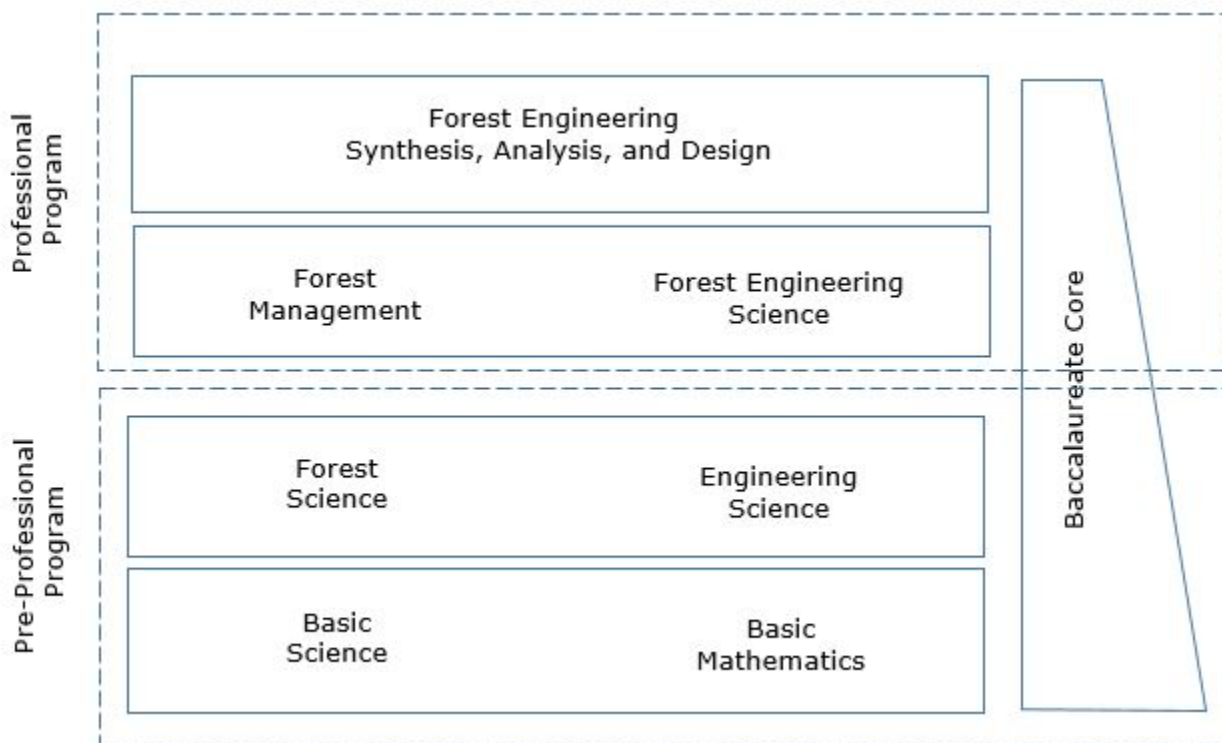 Professional
Program
Forest Engineering
Synthesis, Analysis, and Design
Forest
Management
Forest Engineering
Science
Baccalaureate Core
Pre-Professional
Program
Forest
Science
Engineering
Science
Basic
Science
Basic
Mathematics